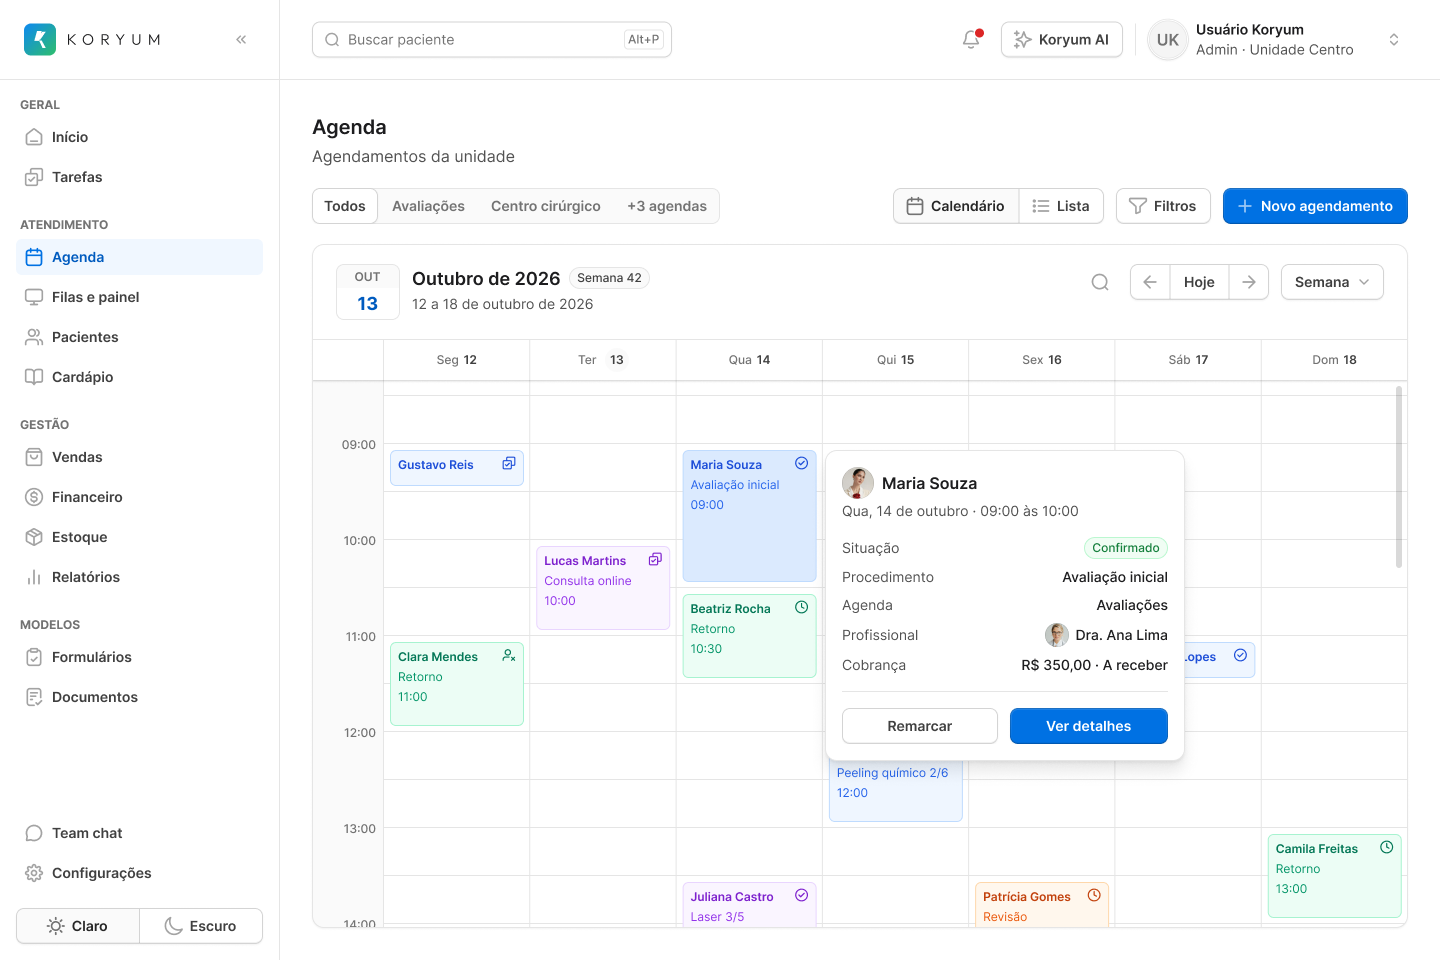 KORYUM
Buscar paciente
Alt+P
Koryum AI
UK
Usuário Koryum
Admin · Unidade Centro
GERAL
Início
Tarefas
ATENDIMENTO
Agenda
Filas e painel
Pacientes
Cardápio
GESTÃO
Vendas
Financeiro
Estoque
Relatórios
MODELOS
Formulários
Documentos
Team chat
Configurações
Claro
Escuro
Agenda
Agendamentos da unidade
Todos
Avaliações
Centro cirúrgico
+3 agendas
Calendário
Lista
Filtros
Novo agendamento
OUT
13
Outubro de 2026
Semana 42
12 a 18 de outubro de 2026
Hoje
Semana
Seg 12
Ter 13
Qua 14
Qui 15
Sex 16
Sáb 17
Dom 18
09:00
10:00
11:00
12:00
13:00
14:00
Gustavo Reis
Clara Mendes
Retorno
11:00
Lucas Martins
Consulta online
10:00
Maria Souza
Avaliação inicial
09:00
Beatriz Rocha
Retorno
10:30
Juliana Castro
Laser 3/5
Peeling químico 2/6
12:00
Patrícia Gomes
Revisão
Lopes
Camila Freitas
Retorno
13:00
Maria Souza
Qua, 14 de outubro · 09:00 às 10:00
Situação
Confirmado
Procedimento
Avaliação inicial
Agenda
Avaliações
Profissional
Dra. Ana Lima
Cobrança
R$ 350,00 · A receber
Remarcar
Ver detalhes